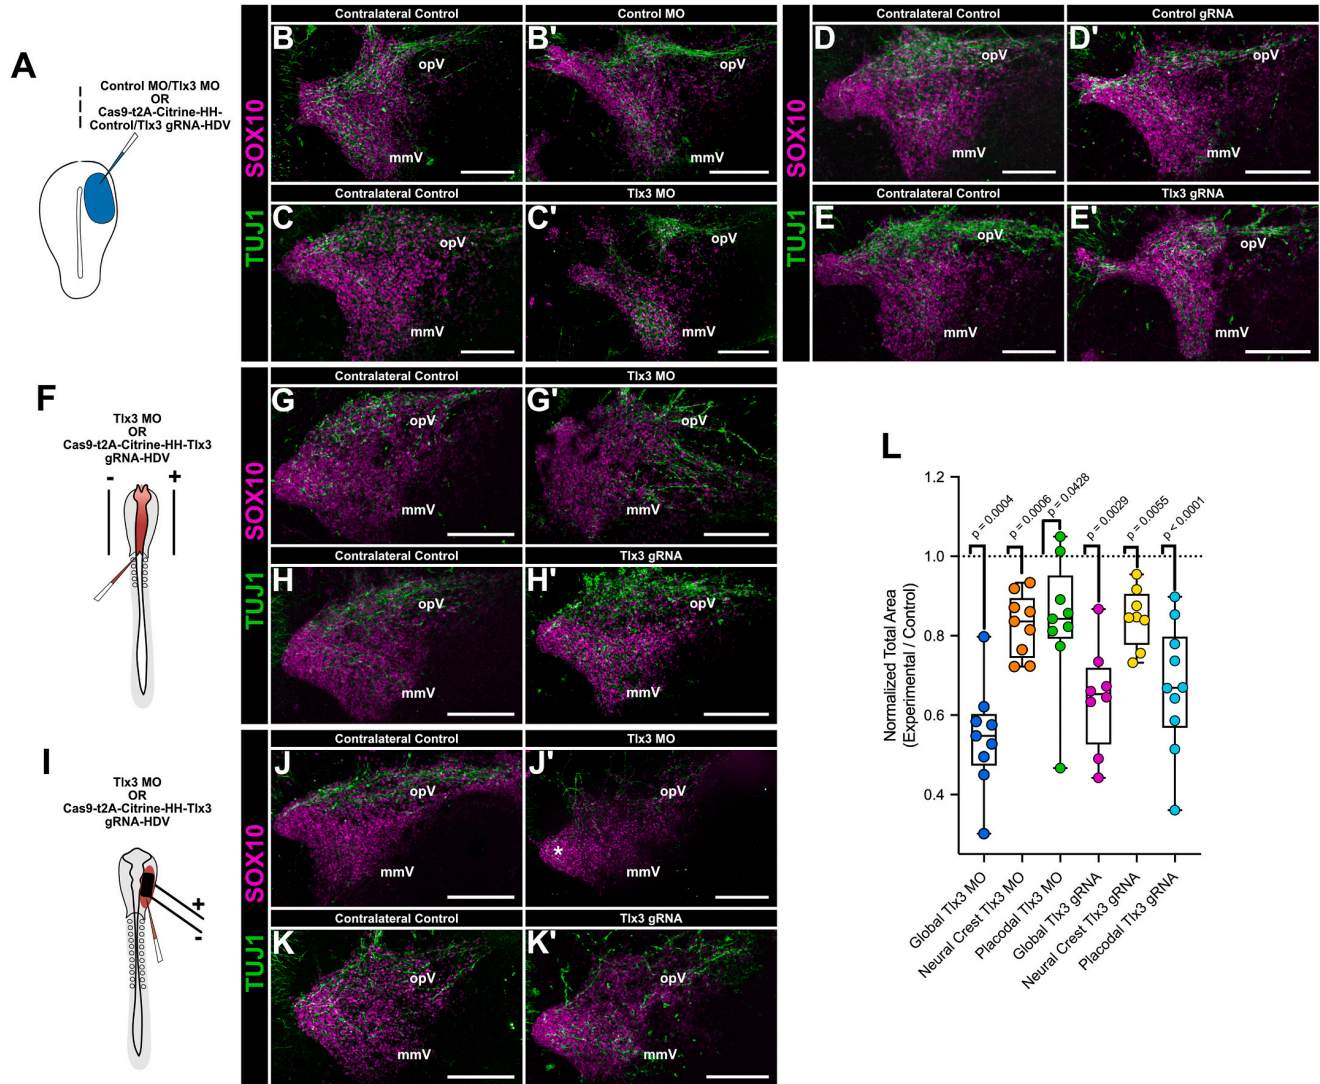 A
Control MO/Tlx3 MO
OR
Cas9-t2A-Citrine-HH-
Control/Tlx3 gRNA-HDV
SOX10
TUJ1
Contralateral Control
B
opV
mmV
Control MO
B'
opV
mmV
Contralateral Control
C
opV
mmV
Tlx3 MO
C'
opV
mmV
SOX10
TUJ1
Contralateral Control
D
opV
mmV
Control gRNA
D'
opV
mmV
Contralateral Control
E
opV
mmV
Tlx3 gRNA
E'
opV
mmV
F
Tlx3 MO
OR
Cas9-t2A-Citrine-HH-Tlx3
gRNA-HDV
- +
SOX10
TUJ1
Contralateral Control
G
opV
mmV
Tlx3 MO
G'
opV
mmV
Contralateral Control
H
opV
mmV
Tlx3 gRNA
H'
opV
mmV
I
Tlx3 MO
OR
Cas9-t2A-Citrine-HH-Tlx3
gRNA-HDV
+
-
SOX10
TUJ1
Contralateral Control
J
opV
mmV
Tlx3 MO
J'
opV
*
mmV
Contralateral Control
K
opV
mmV
Tlx3 gRNA
K'
opV
mmV
L
Normalized Total Area
(Experimental / Control)
1.2
1.0
0.8
0.6
0.4
p = 0.0004
p = 0.0006
p = 0.0428
p = 0.0029
p = 0.0055
p < 0.0001
Global Tlx3 MO
Neural Crest Tlx3 MO
Placodal Tlx3 MO
Global Tlx3 gRNA
Neural Crest Tlx3 gRNA
Placodal Tlx3 gRNA